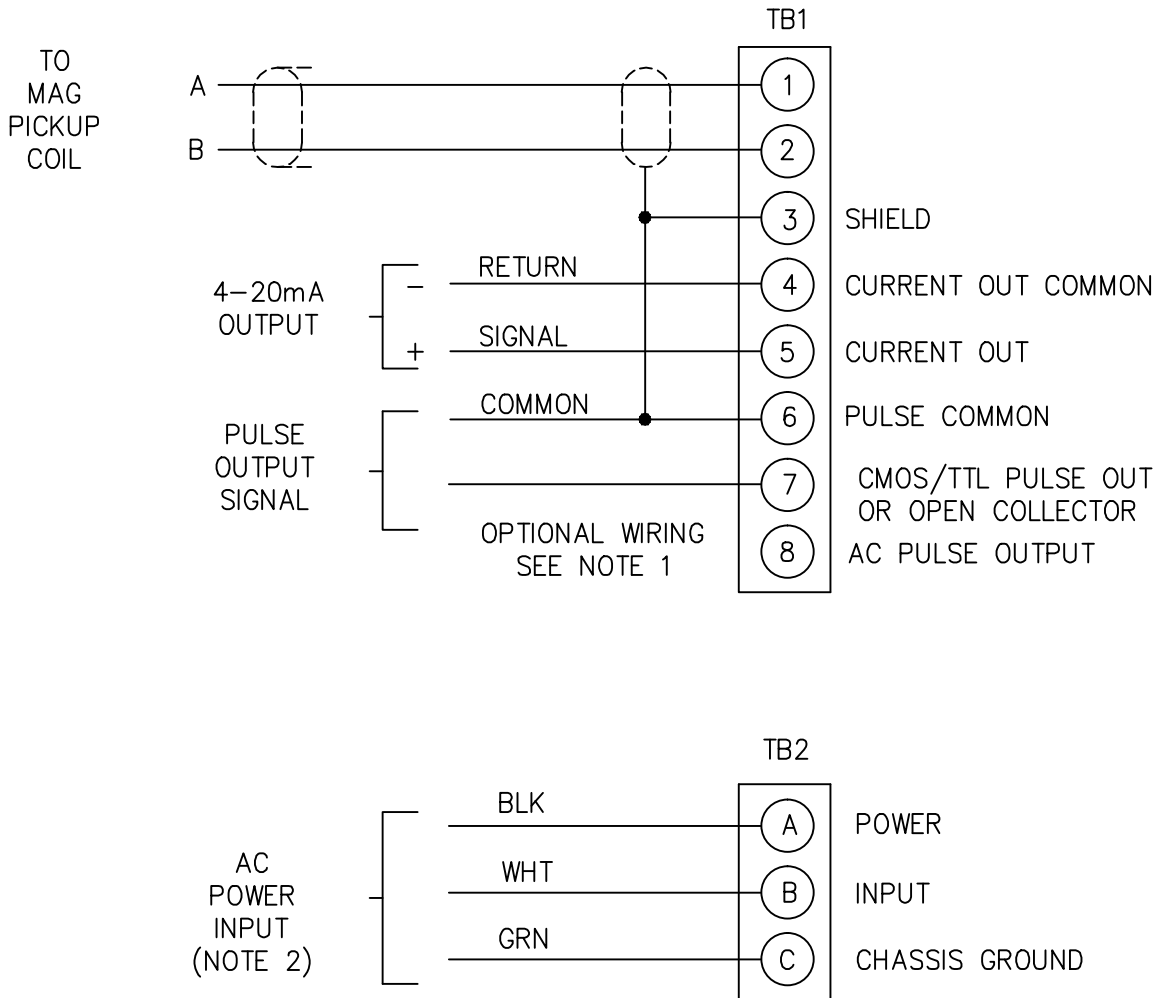 TB1
TO
MAG
PICKUP
COIL
A
B
1
2
3
SHIELD
4-20mA
OUTPUT
−
RETURN
4
CURRENT OUT COMMON
+
SIGNAL
5
CURRENT OUT
PULSE
OUTPUT
SIGNAL
COMMON
6
PULSE COMMON
7
CMOS/TTL PULSE OUT
OR OPEN COLLECTOR
OPTIONAL WIRING
SEE NOTE 1
8
AC PULSE OUTPUT
TB2
AC
POWER
INPUT
(NOTE 2)
BLK
A
POWER
WHT
B
INPUT
GRN
C
CHASSIS GROUND